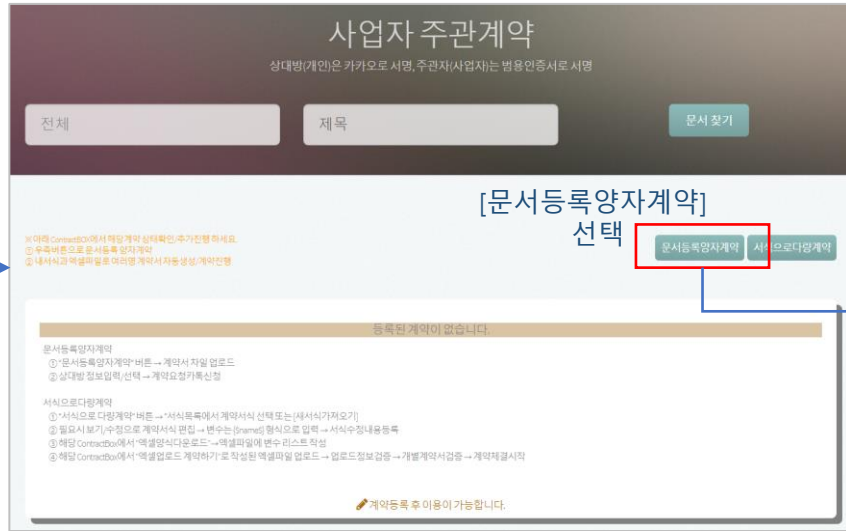 사업자 주관계약
상대방(개인)은 카카오로 서명, 주관자(사업자)는 범용인증서로 서명
전체
제목
문서 찾기
[문서등록양자계약]
선택
※ 아래 ContractBOX에서 해당 계약 상태확인/추가진행 하세요.
① 우측버튼으로 문서등록 양자계약
② 내서식과 엑셀파일로 여러명 계약서 자동생성/계약진행
문서등록양자계약
서식으로다량계약
등록된 계약이 없습니다.
문서등록양자계약
① "문서등록양자계약" 버튼 → 계약서 파일 업로드
② 상대방 정보입력/선택 → 계약요청카톡신청
서식으로다량계약
① "서식으로 다량계약" 버튼 → "서식목록에서 계약서식 선택 또는 [새서식가져오기]
② 필요시 보기/수정으로 계약서식 편집 → 변수는 {$name$} 형식으로 입력 → 서식수정내용등록
③ 해당 ContractBox에서 "엑셀양식다운로드" → 엑셀파일에 변수 리스트 작성
④ 해당 ContractBox에서 "엑셀업로드 계약하기"로 작성된 엑셀파일 업로드 → 업로드정보검증 → 개별계약서검증 → 계약체결시작
계약등록 후 이용이 가능합니다.